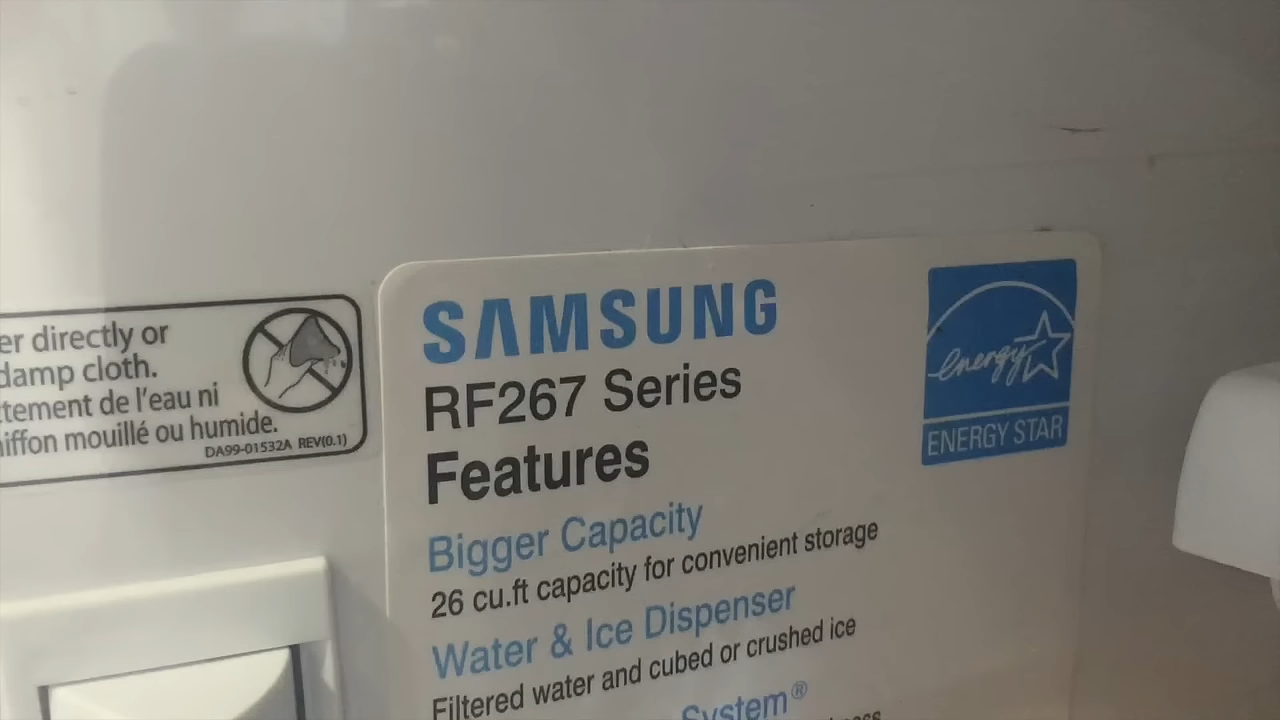 er directly or
damp cloth.
ttement de l'eau ni
iffon mouillé ou humide.
DA99-01532A REV(0.1)
SAMSUNG
RF267 Series
Features
Bigger Capacity
26 cu.ft capacity for convenient storage
Water & Ice Dispenser
Filtered water and cubed or crushed ice
System®
energy
ENERGY STAR